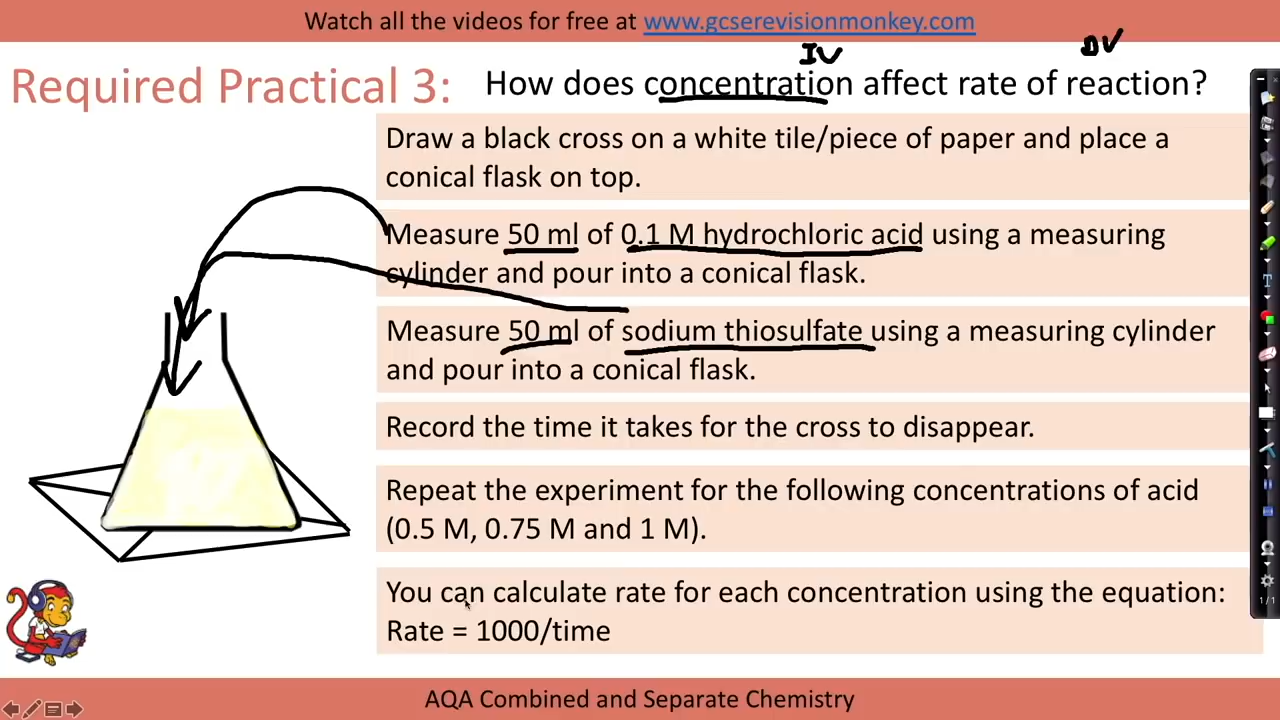 Watch all the videos for free at www.gcserevisionmonkey.com
IV
DV
Required Practical 3:
How does concentration affect rate of reaction?
Draw a black cross on a white tile/piece of paper and place a
conical flask on top.
Measure 50 ml of 0.1 M hydrochloric acid using a measuring
cylinder and pour into a conical flask.
Measure 50 ml of sodium thiosulfate using a measuring cylinder
and pour into a conical flask.
Record the time it takes for the cross to disappear.
Repeat the experiment for the following concentrations of acid
(0.5 M, 0.75 M and 1 M).
You can calculate rate for each concentration using the equation:
Rate = 1000/time
AQA Combined and Separate Chemistry
T
1/1